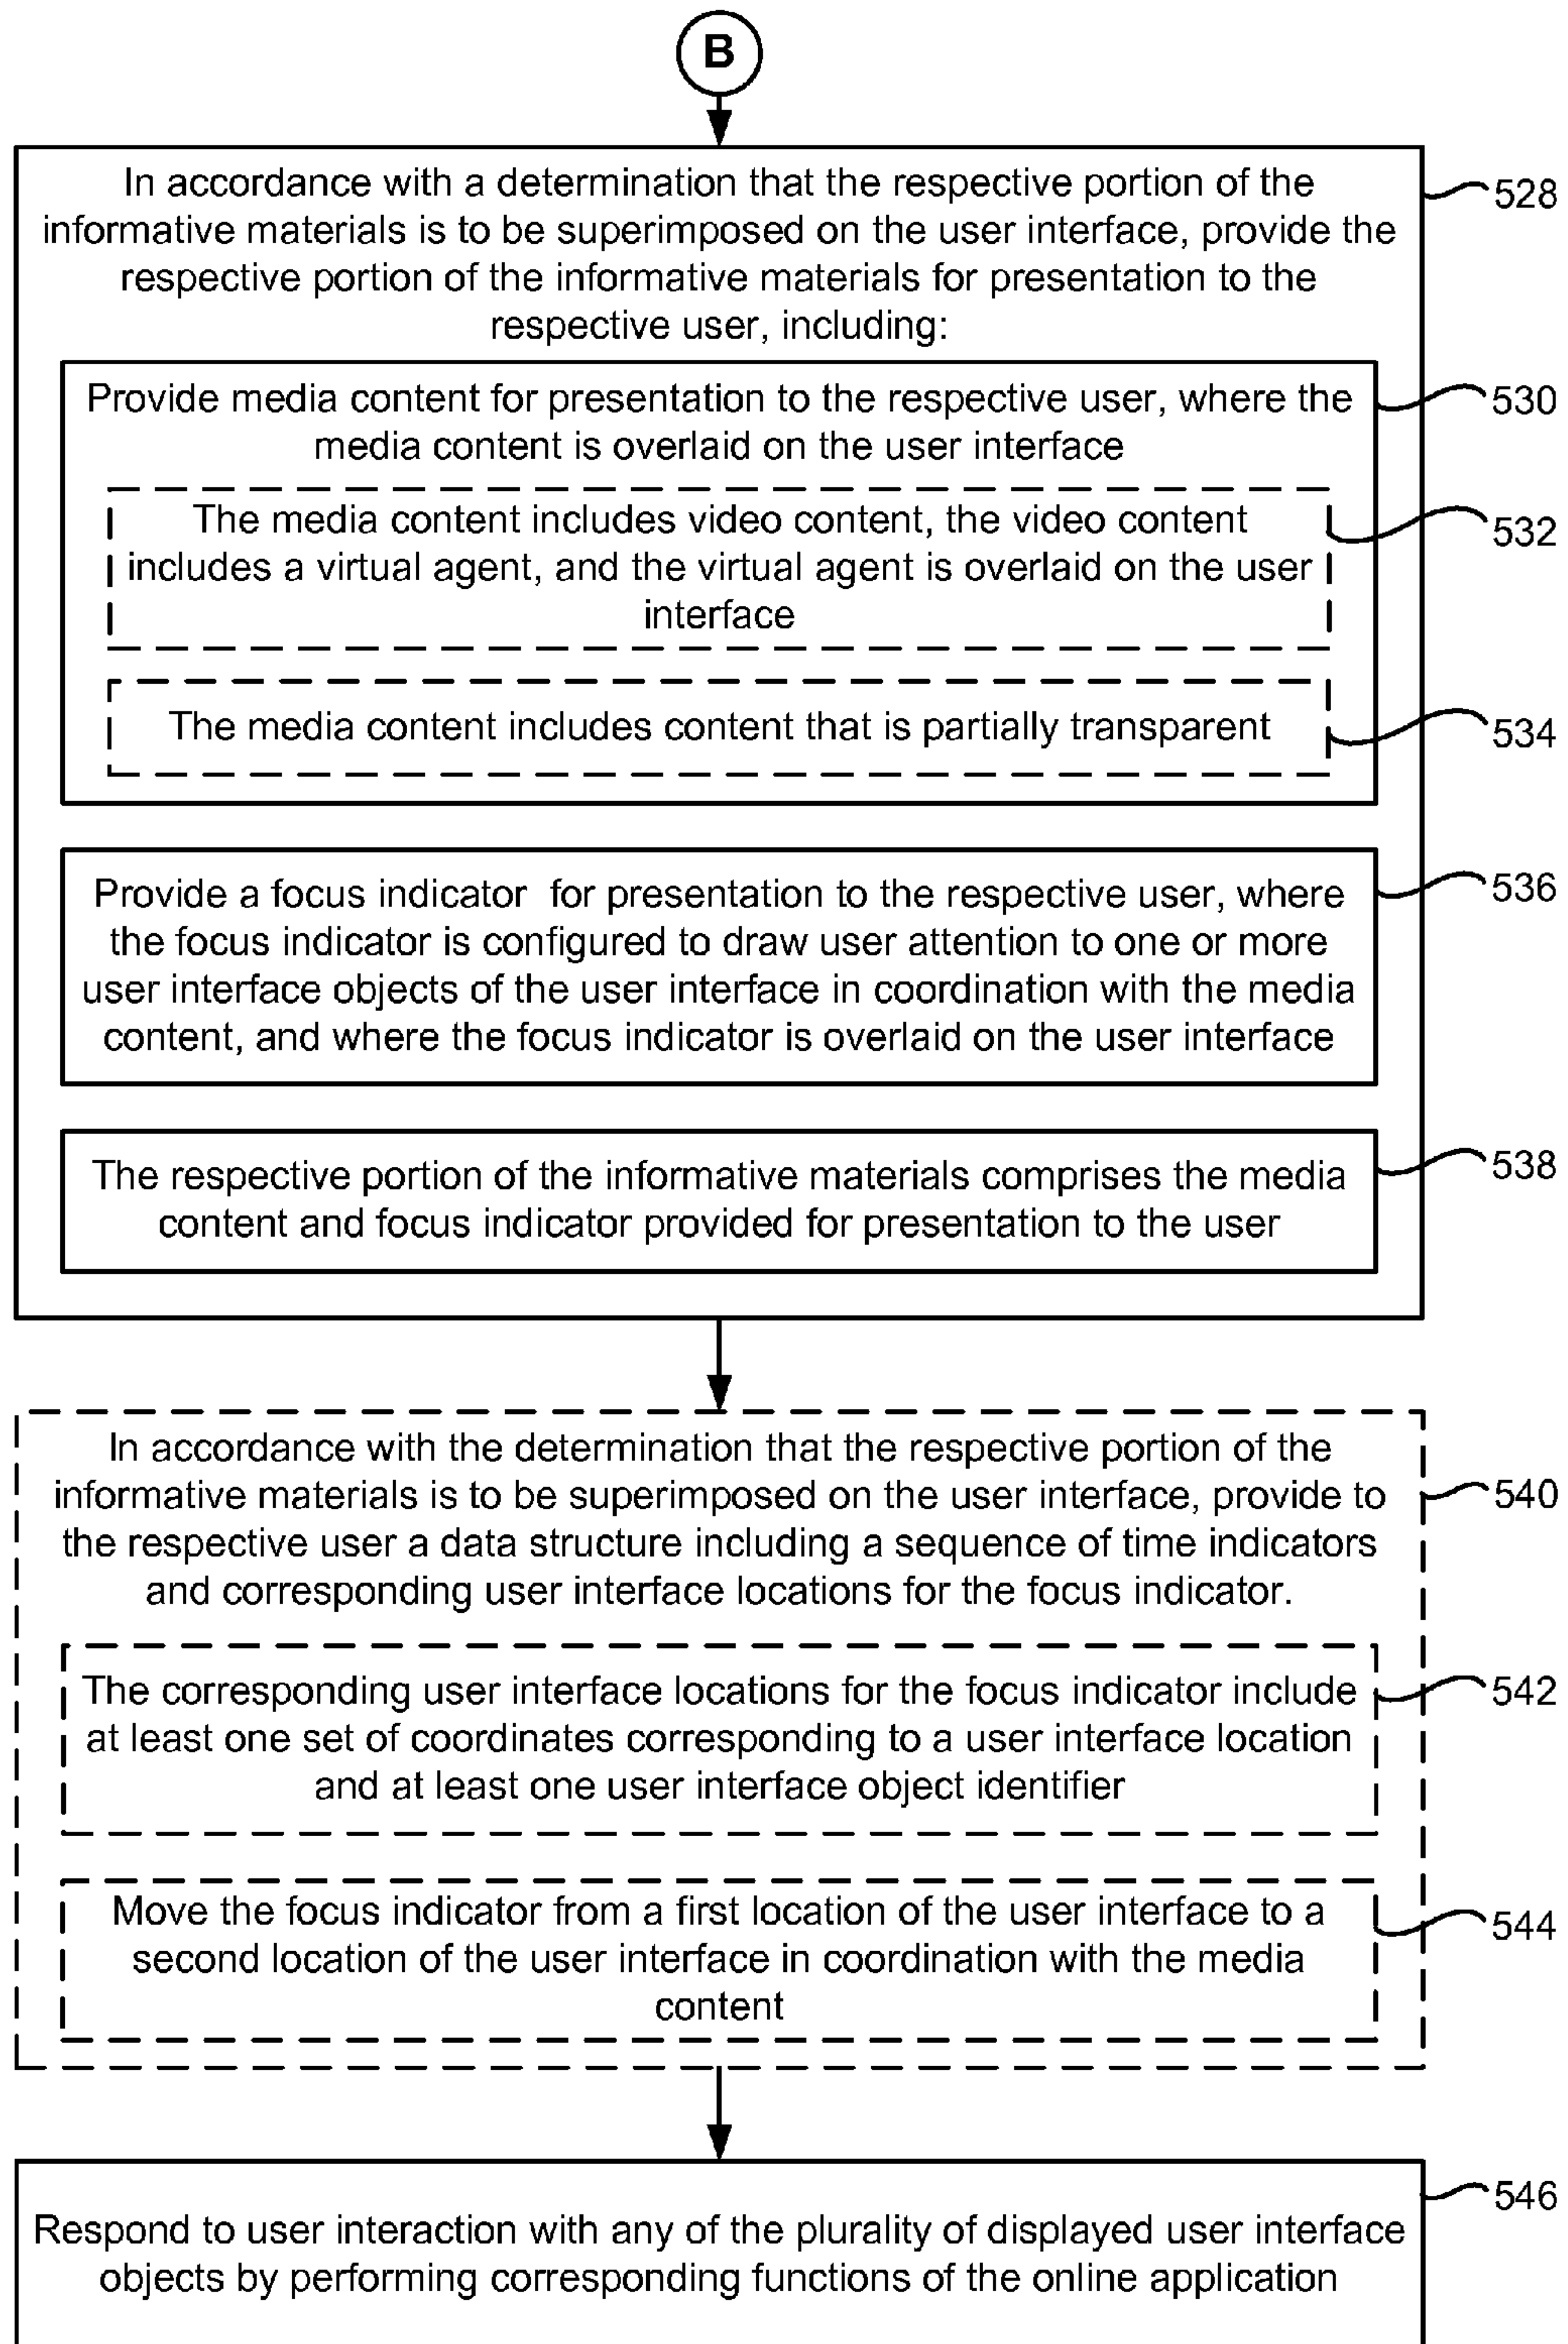 B
In accordance with a determination that the respective portion of the
informative materials is to be superimposed on the user interface, provide the
respective portion of the informative materials for presentation to the
respective user, including:
528
Provide media content for presentation to the respective user, where the
media content is overlaid on the user interface
530
The media content includes video content, the video content
includes a virtual agent, and the virtual agent is overlaid on the user
interface
532
The media content includes content that is partially transparent
534
Provide a focus indicator for presentation to the respective user, where
the focus indicator is configured to draw user attention to one or more
user interface objects of the user interface in coordination with the media
content, and where the focus indicator is overlaid on the user interface
536
The respective portion of the informative materials comprises the media
content and focus indicator provided for presentation to the user
538
In accordance with the determination that the respective portion of the
informative materials is to be superimposed on the user interface, provide to
the respective user a data structure including a sequence of time indicators
and corresponding user interface locations for the focus indicator.
540
The corresponding user interface locations for the focus indicator include
at least one set of coordinates corresponding to a user interface location
and at least one user interface object identifier
542
Move the focus indicator from a first location of the user interface to a
second location of the user interface in coordination with the media
content
544
Respond to user interaction with any of the plurality of displayed user interface
objects by performing corresponding functions of the online application
546